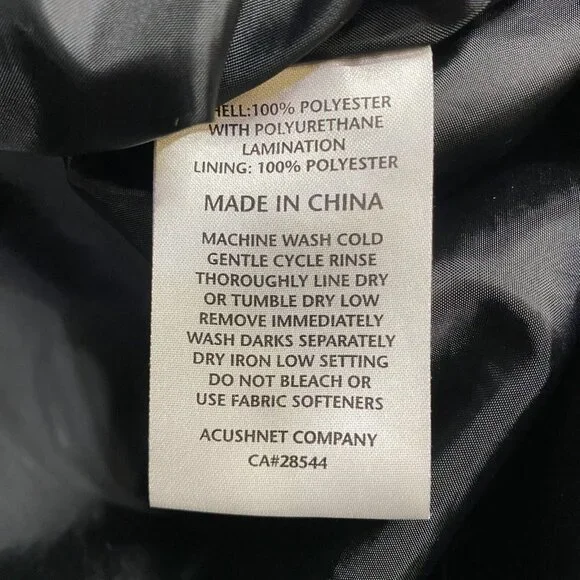 HELL:100% POLYESTER
WITH POLYURETHANE
LAMINATION
LINING: 100% POLYESTER
MADE IN CHINA
MACHINE WASH COLD
GENTLE CYCLE RINSE
THOROUGHLY LINE DRY
OR TUMBLE DRY LOW
REMOVE IMMEDIATELY
WASH DARKS SEPARATELY
DRY IRON LOW SETTING
DO NOT BLEACH OR
USE FABRIC SOFTENERS
ACUSHNET COMPANY
CA#28544